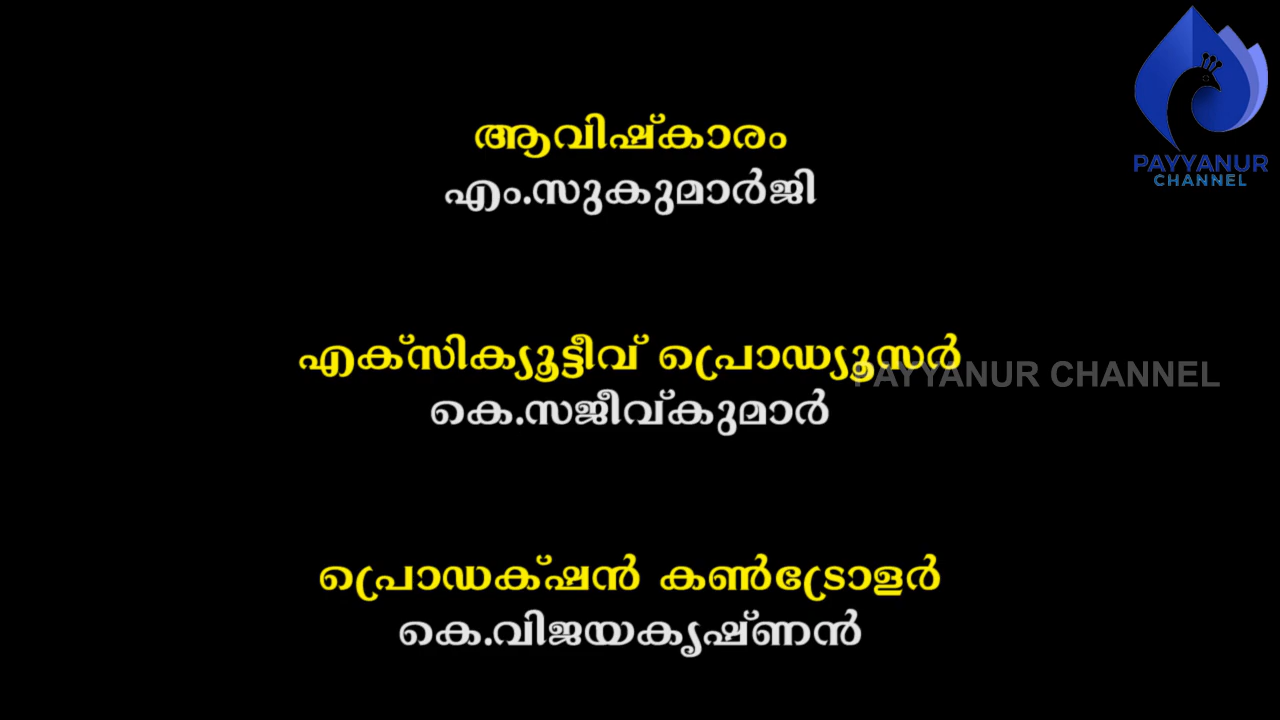 ആവിഷ്കാരം
എം.സുകുമാർജി
എക്സിക്യൂട്ടീവ് പ്രൊഡ്യൂസർ
കെ.സജീവ്കുമാർ
പ്രൊഡക്ഷൻ കൺട്രോളർ
കെ.വിജയകൃഷ്ണൻ
PAYYANUR
CHANNEL
PAYYANUR CHANNEL